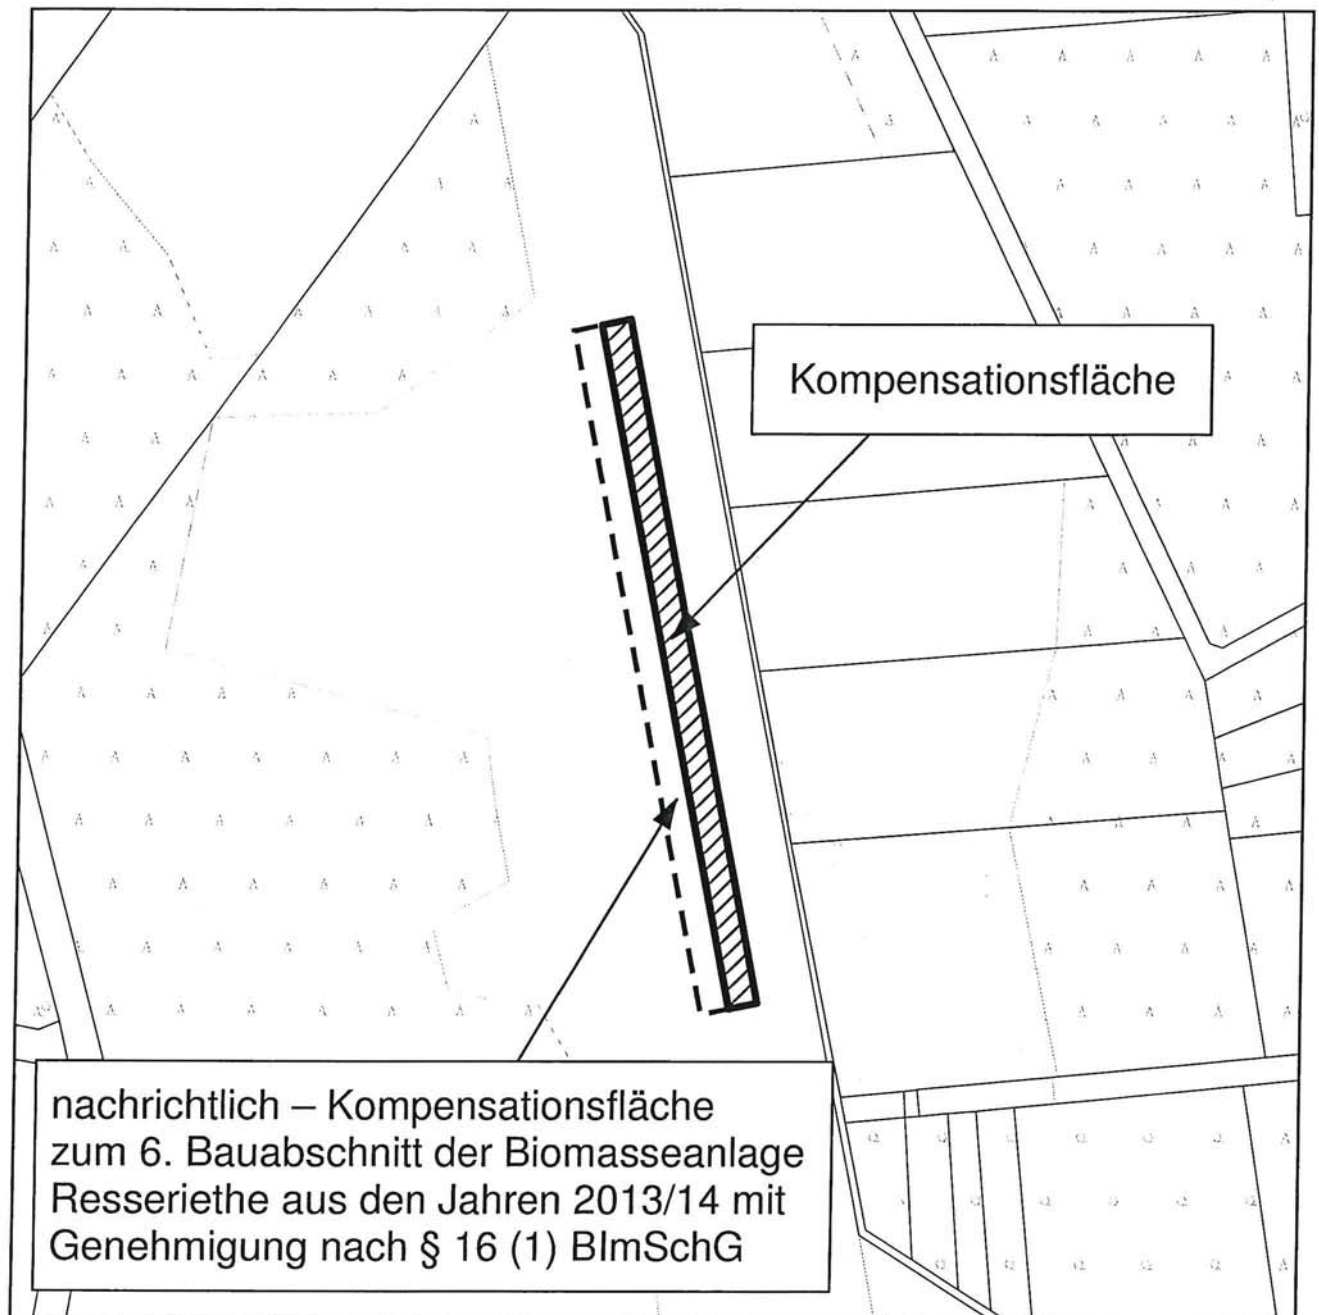 Kompensationsfläche
nachrichtlich – Kompensationsfläche
zum 6. Bauabschnitt der Biomasseanlage
Resseriethe aus den Jahren 2013/14 mit
Genehmigung nach § 16 (1) BImSchG